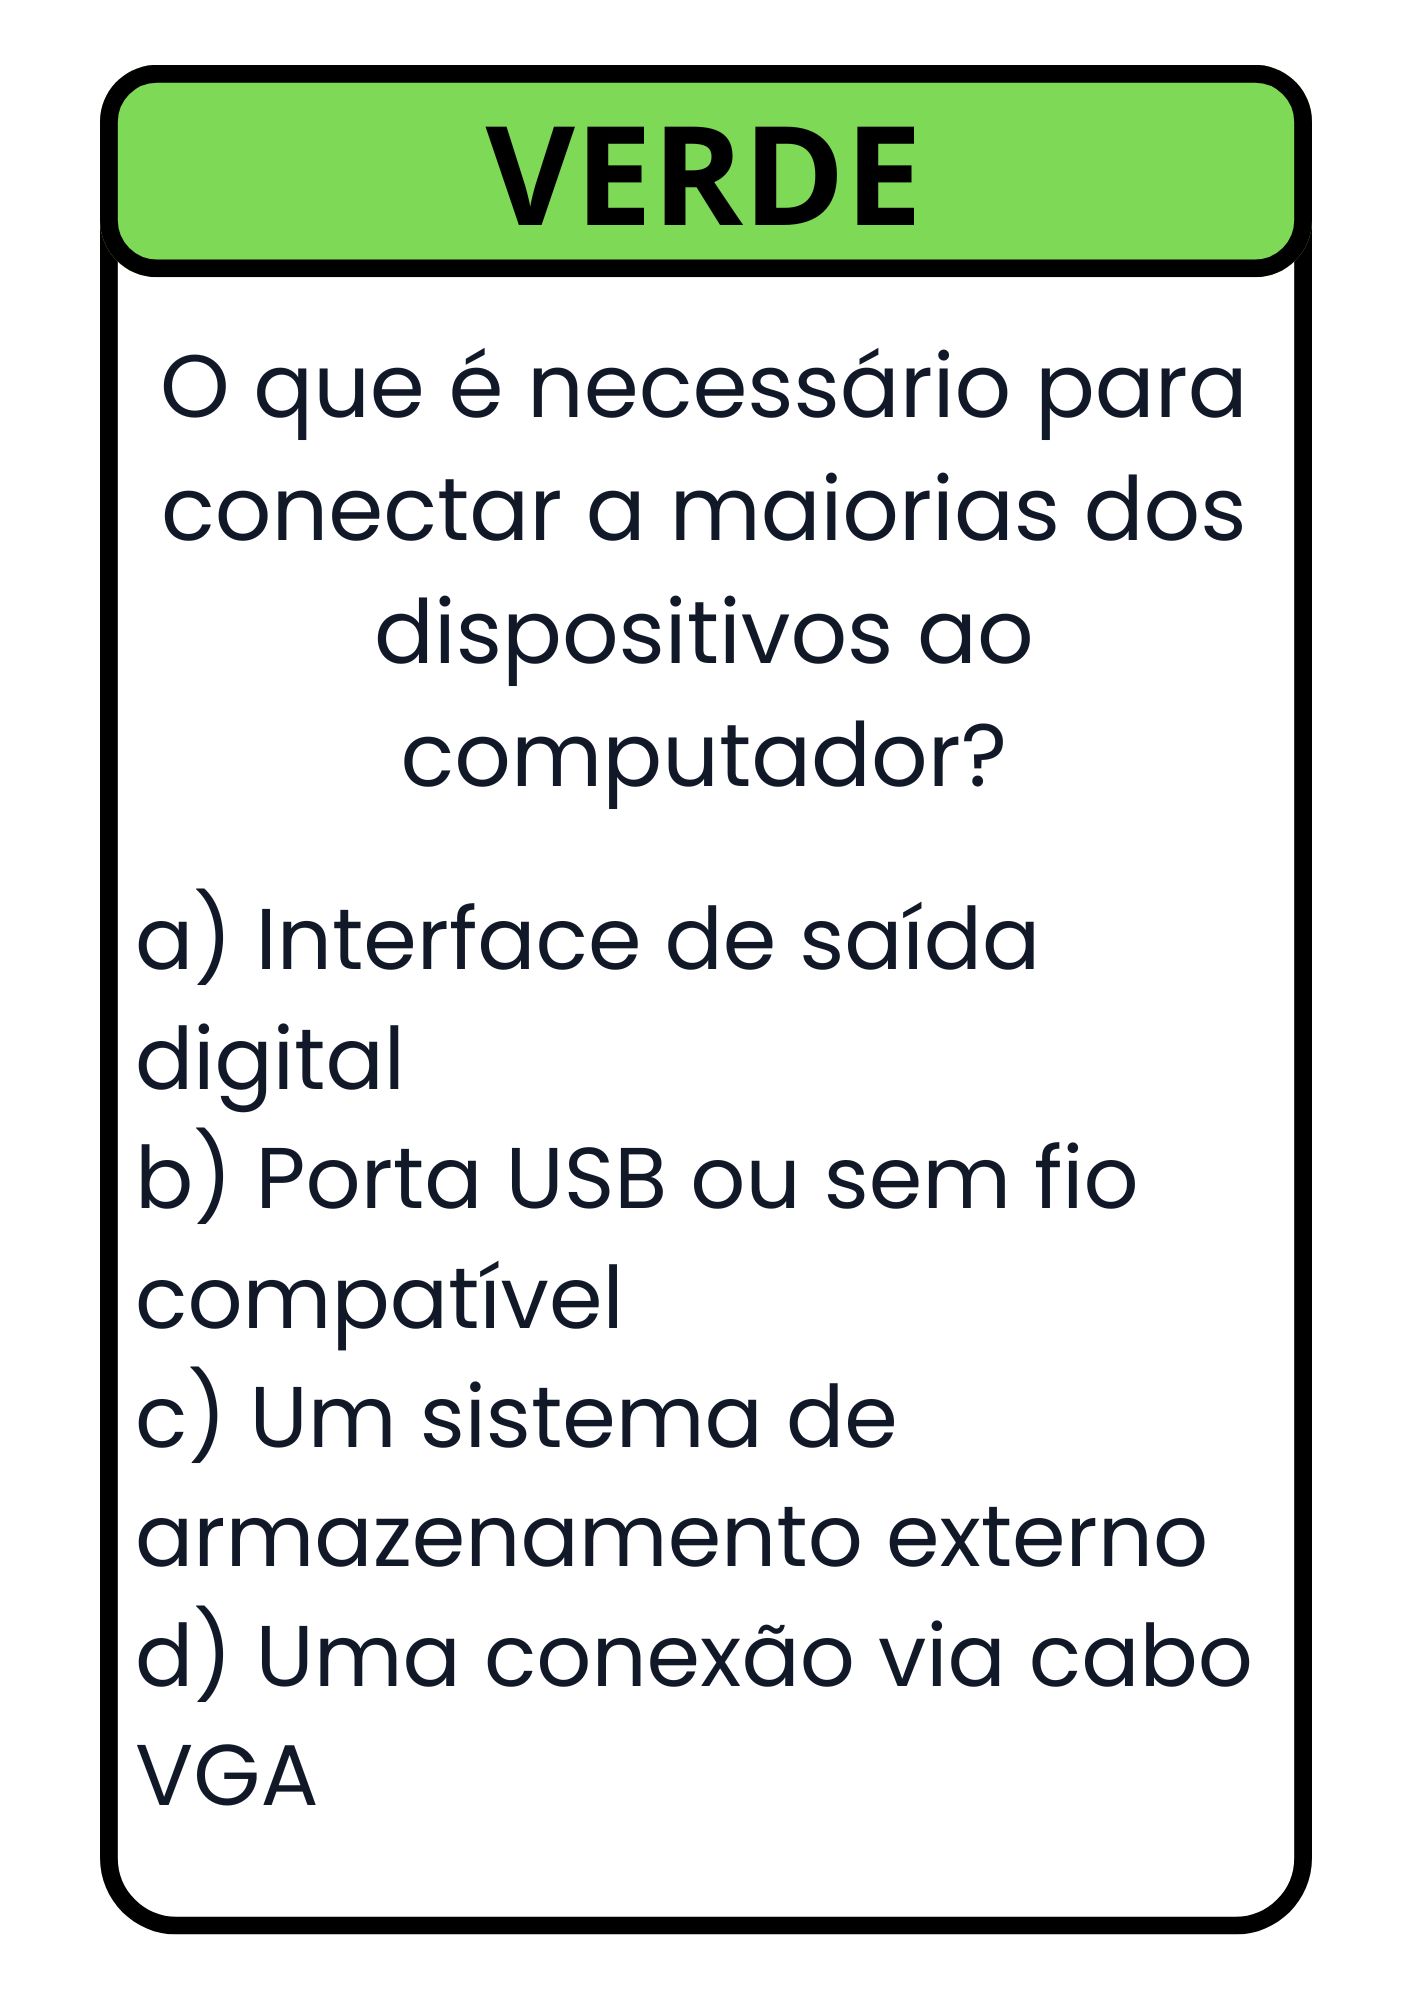 VERDE
O que é necessário para
conectar a maiorias dos
dispositivos ao
computador?
a) Interface de saída
digital
b) Porta USB ou sem fio
compatível
c) Um sistema de
armazenamento externo
d) Uma conexão via cabo
VGA